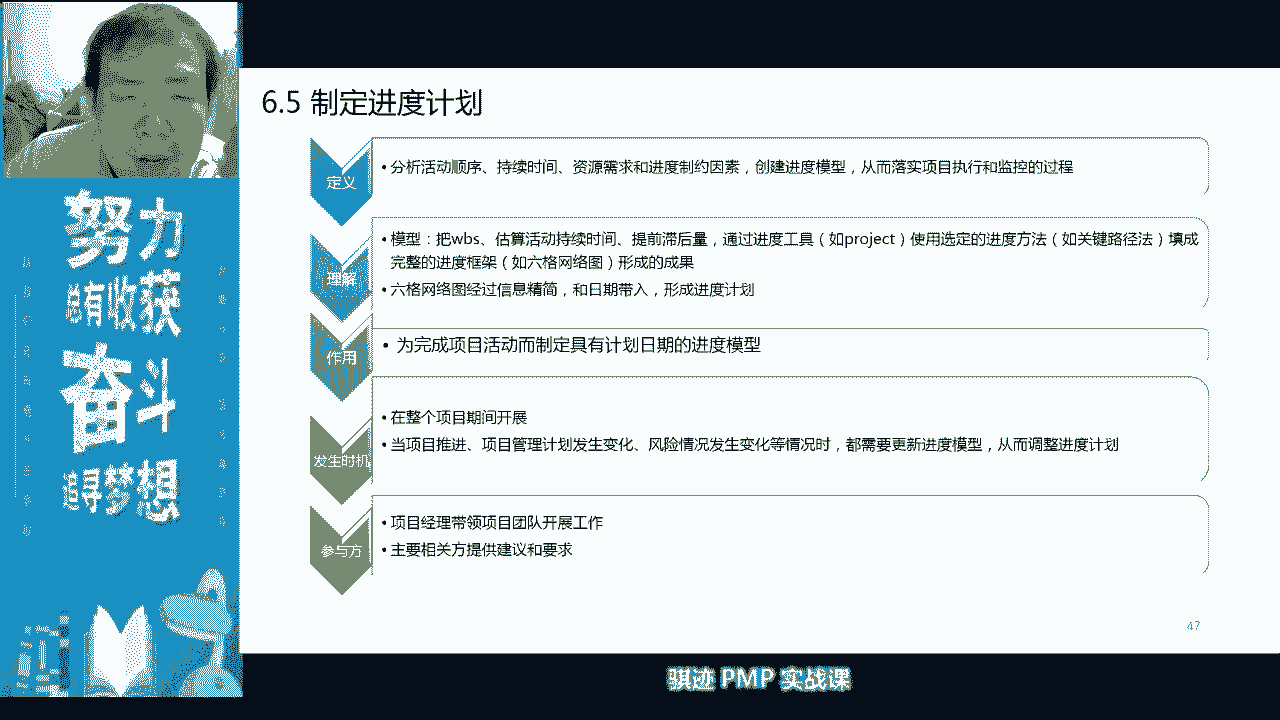 努力
总有收获
奋斗
追寻梦想
6.5 制定进度计划
定义
•分析活动顺序、持续时间、资源需求和进度制约因素，创建进度模型，从而落实项目执行和监控的过程
理解
•模型：把wbs、估算活动持续时间、提前滞后量，通过进度工具（如project）使用选定的进度方法（如关键路径法）填成
完整的进度框架（如六格网络图）形成的成果
•六格网络图经过信息精简，和日期带入，形成进度计划
作用
• 为完成项目活动而制定具有计划日期的进度模型
发生时机
•在整个项目期间开展
•当项目推进、项目管理计划发生变化、风险情况发生变化等情况时，都需要更新进度模型，从而调整进度计划
参与方
•项目经理带领项目团队开展工作
•主要相关方提供建议和要求
47
骐迹 PMP 实战课